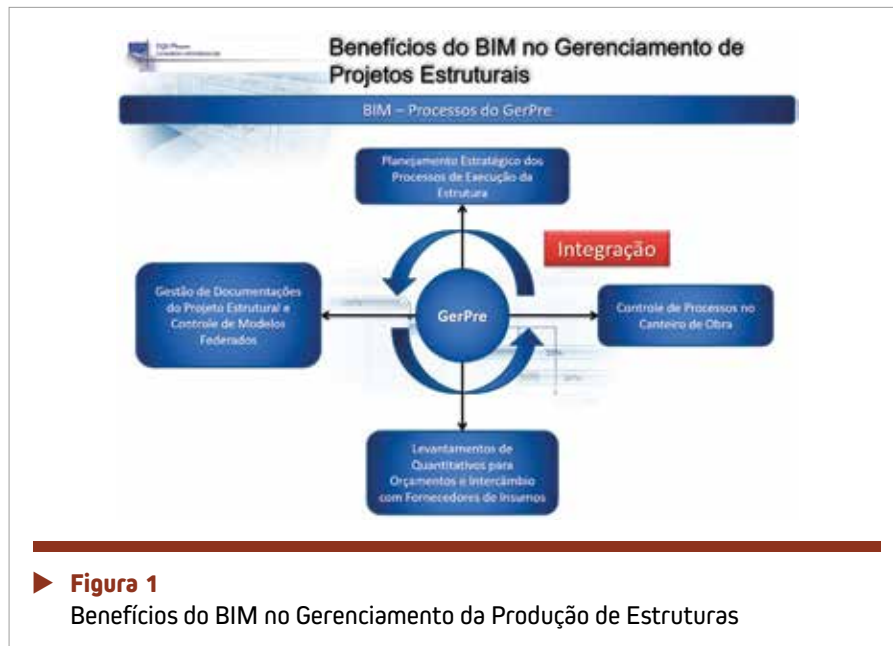 Benefícios do BIM no Gerenciamento de
Projetos Estruturais
BIM – Processos do GerPre
Planejamento Estratégico dos
Processos de Execução da
Estrutura
Integração
Gestão de Documentações
do Projeto Estrutural e
Controle de Modelos
Federados
GerPre
Controle de Processos no
Canteiro de Obra
Levantamentos de
Quantitativos para
Orçamentos e Intercâmbio
com Fornecedores de Insumos
Figura 1
Benefícios do BIM no Gerenciamento da Produção de Estruturas